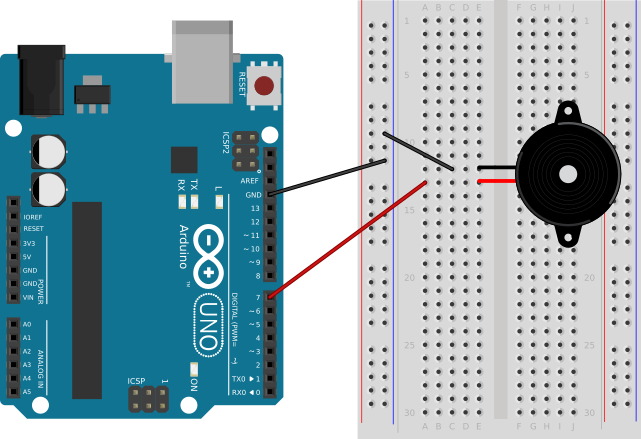 RESET
ICSP2
AREF
GND
13
12
~ 11
~ 10
~ 9
8
7
~ 6
~ 5
4
~ 3
2
TX0 ▶ 1
RX0 ◀ 0
RX
TX
L
Arduino
™
UNO
DIGITAL (PWM= ~)
ON
ICSP
1
IOREF
RESET
3V3
5V
GND
GND
VIN
POWER
A0
A1
A2
A3
A4
A5
ANALOG IN
A B C D E F G H I J
1 1
5 5
10
15
20 20
25 25
30 30
A B C D E F G H I J